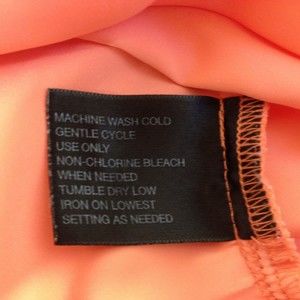 MACHINE WASH COLD
GENTLE CYCLE
USE ONLY
NON-CHLORINE BLEACH
WHEN NEEDED
TUMBLE DRY LOW
IRON ON LOWEST
SETTING AS NEEDED